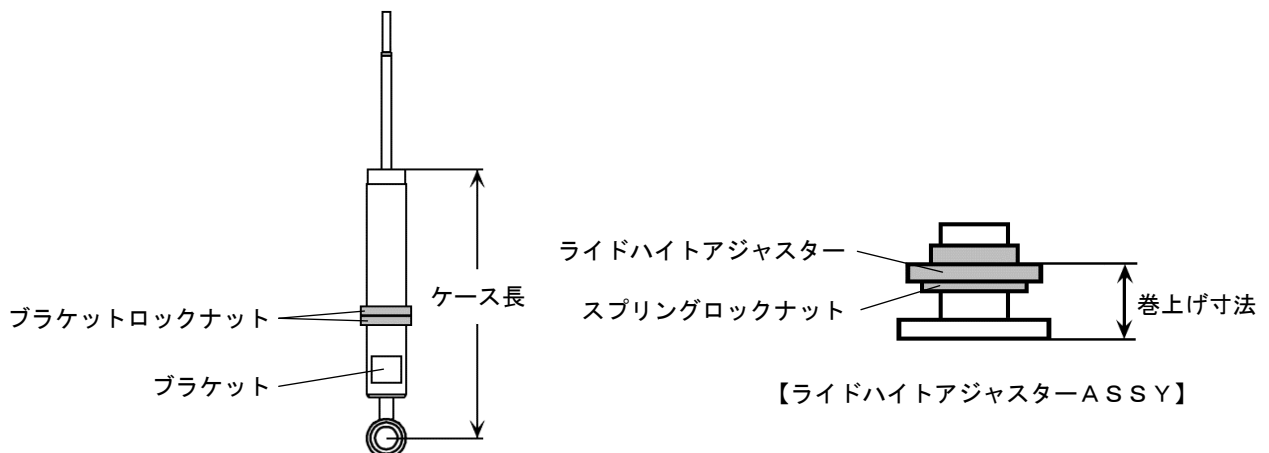 ケース長
ブラケットロックナット
ブラケット
ライドハイトアジャスター
スプリングロックナット
巻上げ寸法
【ライドハイトアジャスターＡＳＳＹ】